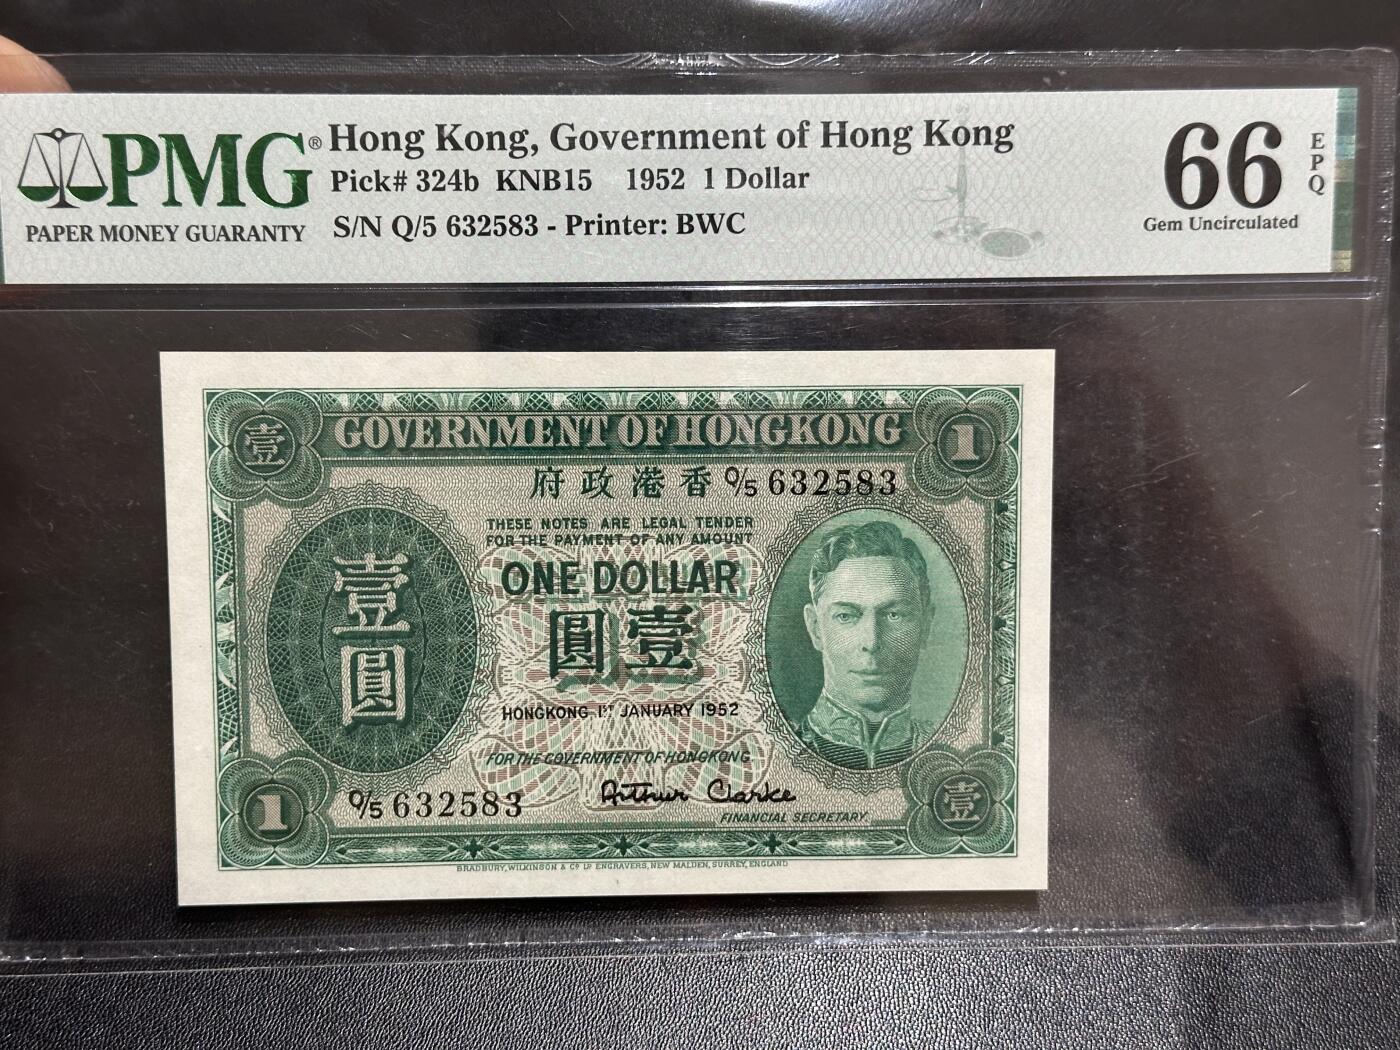 PMG®
PAPER MONEY GUARANTY
Hong Kong, Government of Hong Kong
Pick# 324b KNB15 1952 1 Dollar
S/N Q/5 632583 - Printer: BWC
66
EPQ
Gem Uncirculated
壹
GOVERNMENT OF HONGKONG
1
府政港香
Q/5 632583
THESE NOTES ARE LEGAL TENDER
FOR THE PAYMENT OF ANY AMOUNT
ONE DOLLAR
圓壹
壹圓
HONGKONG, 1ST JANUARY 1952
FOR THE GOVERNMENT OF HONGKONG
1
Q/5 632583
Arthur Clarke
FINANCIAL SECRETARY.
壹
BRADBURY, WILKINSON & CO LD ENGRAVERS, NEW MALDEN, SURREY, ENGLAND